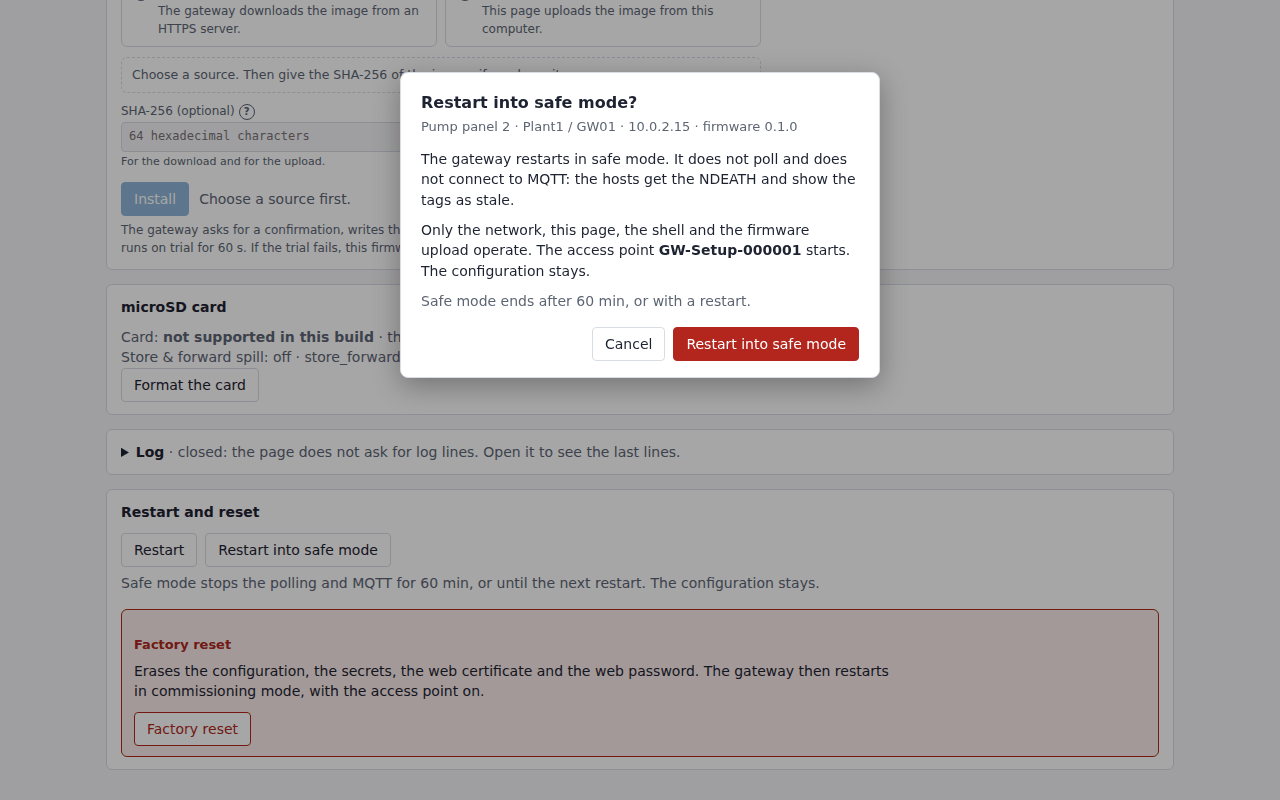 The gateway downloads the image from an
HTTPS server.
This page uploads the image from this
computer.
Choose a source. Then give the SHA-256 of
SHA-256 (optional) ?
64 hexadecimal characters
For the download and for the upload.
Install
Choose a source first.
The gateway asks for a confirmation, writes
runs on trial for 60 s. If the trial fails, this
Restart into safe mode?
Pump panel 2 · Plant1 / GW01 · 10.0.2.15 · firmware 0.1.0
The gateway restarts in safe mode. It does not poll and does
not connect to MQTT: the hosts get the NDEATH and show the
tags as stale.
Only the network, this page, the shell and the firmware
upload operate. The access point GW-Setup-000001 starts.
The configuration stays.
Safe mode ends after 60 min, or with a restart.
Cancel
Restart into safe mode
microSD card
Card: not supported in this build ·
Store & forward spill: off · store_forward
Format the card
Log · closed: the page does not ask for log lines. Open it to see the last lines.
Restart and reset
Restart
Restart into safe mode
Safe mode stops the polling and MQTT for 60 min, or until the next restart. The configuration stays.
Factory reset
Erases the configuration, the secrets, the web certificate and the web password. The gateway then restarts
in commissioning mode, with the access point on.
Factory reset